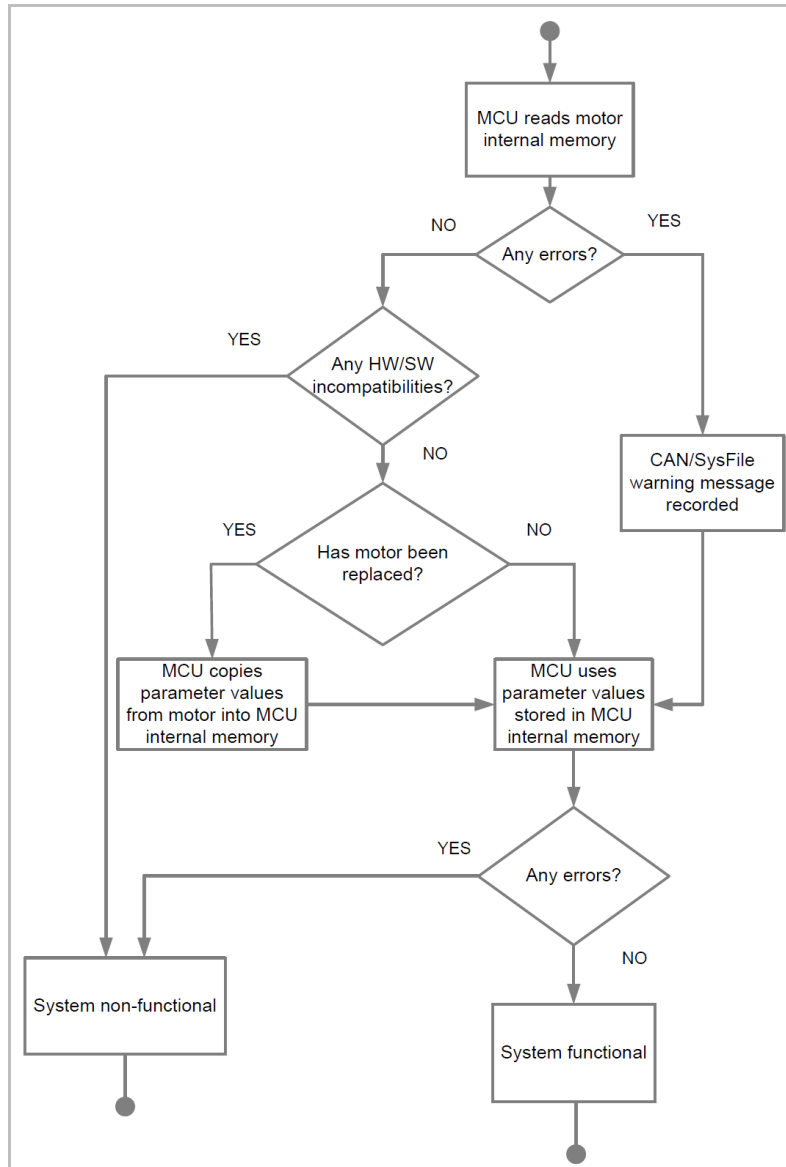 MCU reads motor
internal memory
NO
YES
Any errors?
YES
Any HW/SW
incompatibilities?
NO
CAN/SysFile
warning message
recorded
YES
NO
Has motor been
replaced?
MCU copies
parameter values
from motor into MCU
internal memory
MCU uses
parameter values
stored in MCU
internal memory
YES
Any errors?
NO
System non-functional
System functional